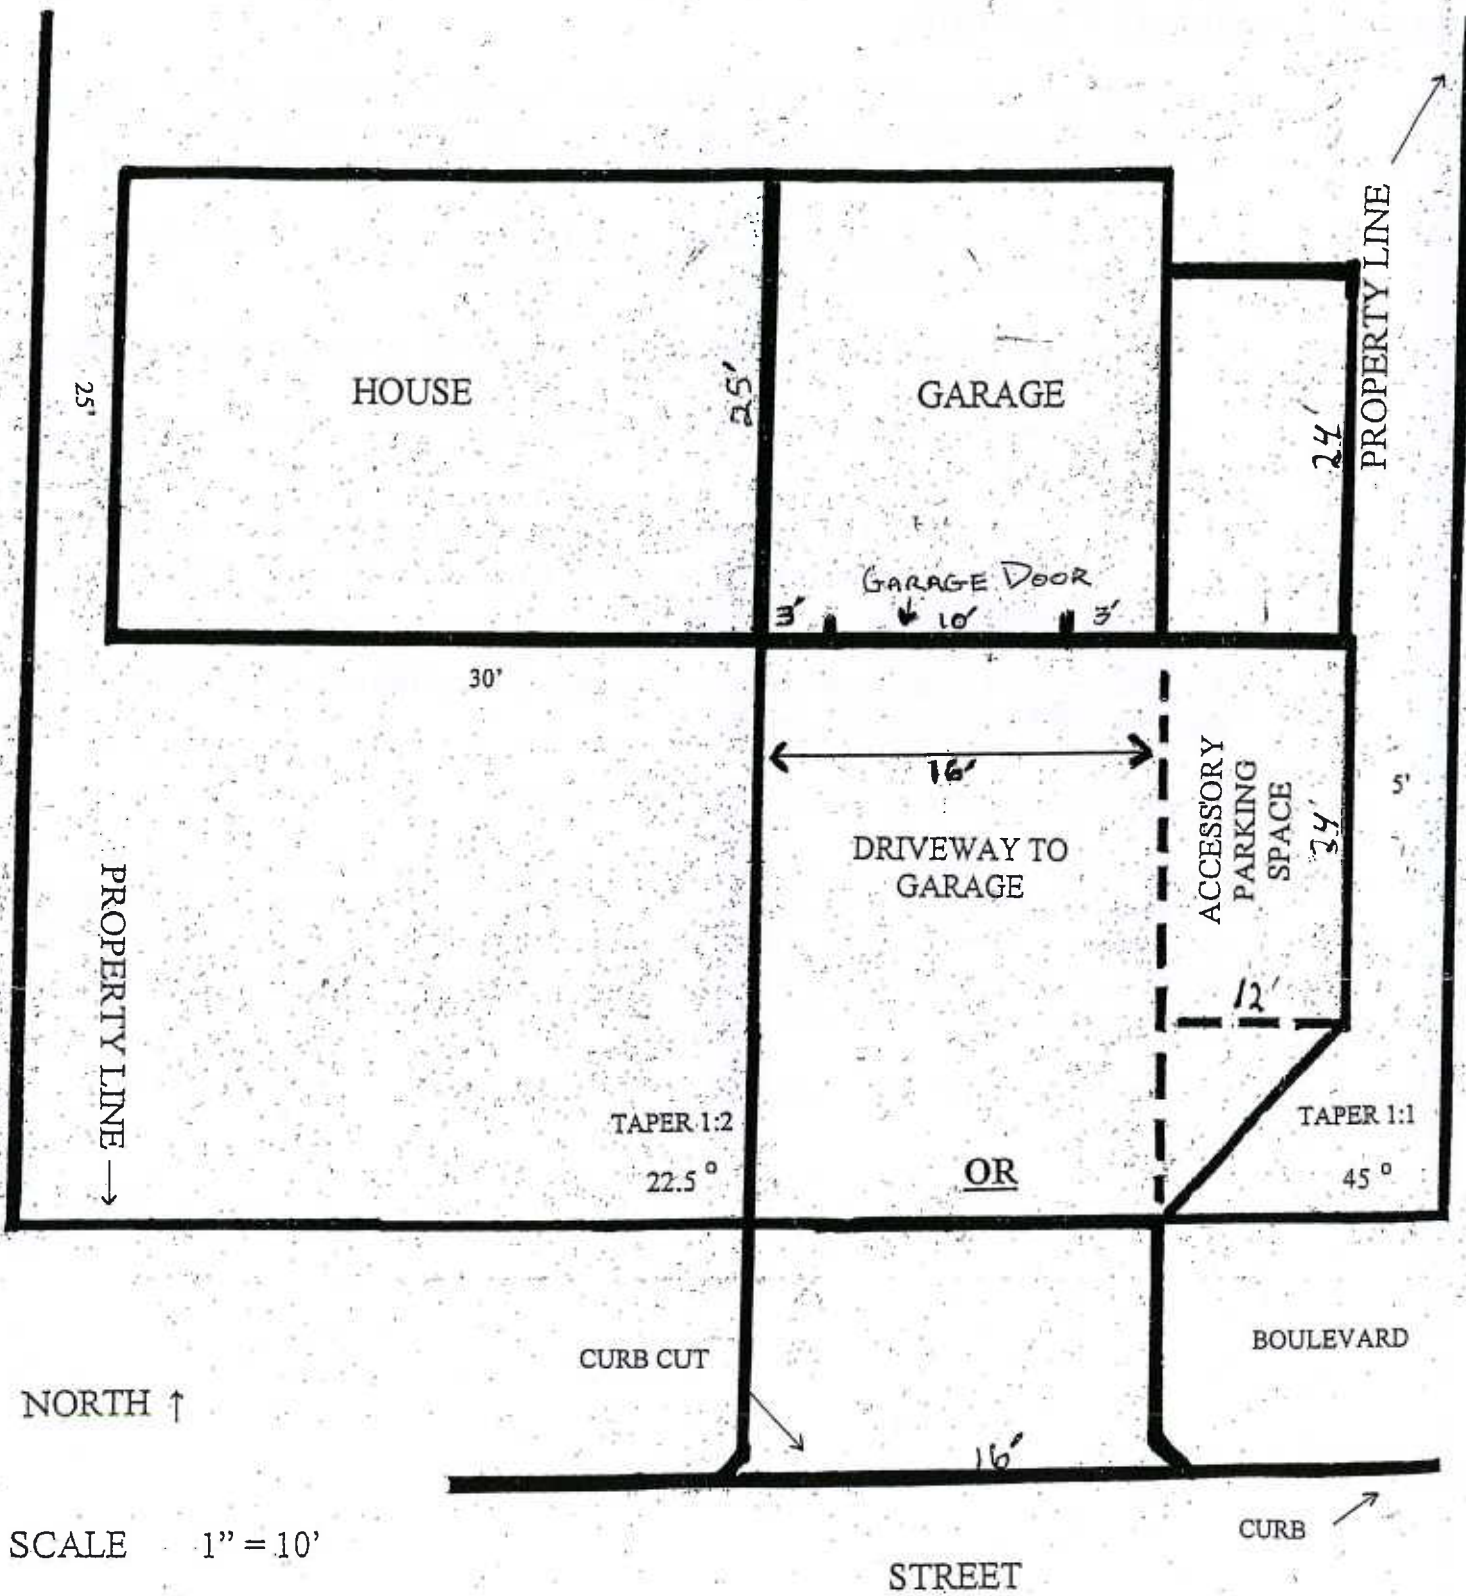 PROPERTY LINE
HOUSE
GARAGE
25'
25'
24'
GARAGE DOOR
3'
10'
3'
30'
16'
DRIVEWAY TO
GARAGE
ACCESSORY
PARKING
SPACE
34'
5'
12'
PROPERTY LINE →
TAPER 1:2
22.5 °
OR
TAPER 1:1
45 °
CURB CUT
BOULEVARD
NORTH ↑
16'
CURB
SCALE 1” = 10’
STREET